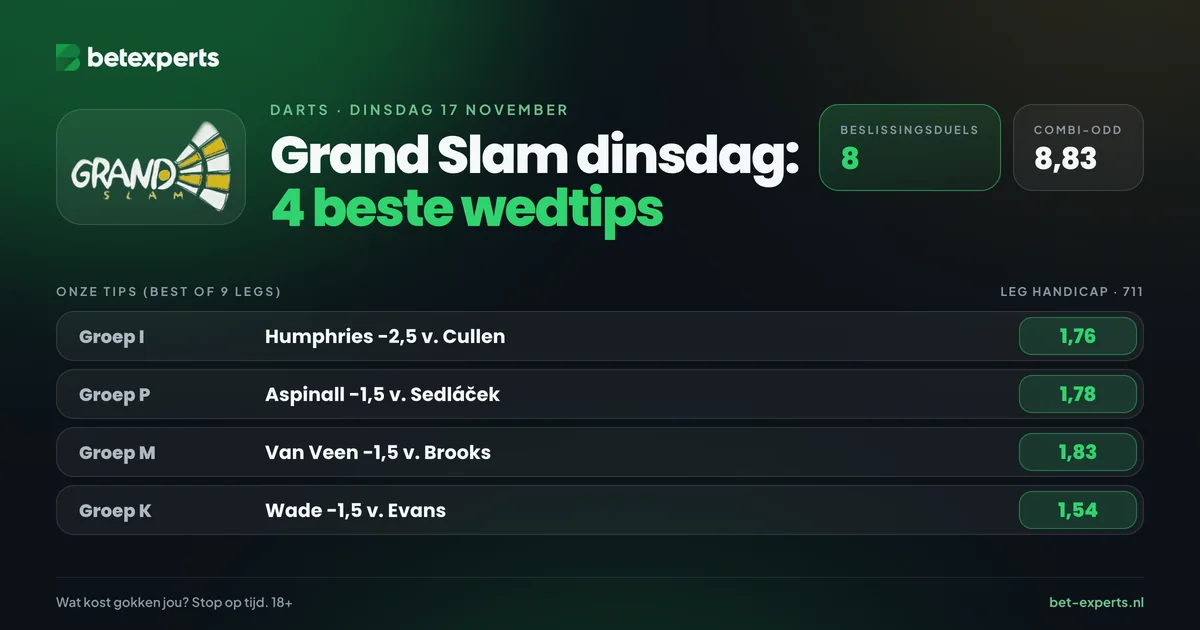 betexperts
GRAND
SLAM
DARTS · DINSDAG 17 NOVEMBER
Grand Slam dinsdag:
4 beste wedtips
BESLISSINGSDUELS
8
COMBI-ODD
8,83
ONZE TIPS (BEST OF 9 LEGS)
LEG HANDICAP · 711
Groep I Humphries -2,5 v. Cullen 1,76
Groep P Aspinall -1,5 v. Sedláček 1,78
Groep M Van Veen -1,5 v. Brooks 1,83
Groep K Wade -1,5 v. Evans 1,54
Wat kost gokken jou? Stop op tijd. 18+
bet-experts.nl